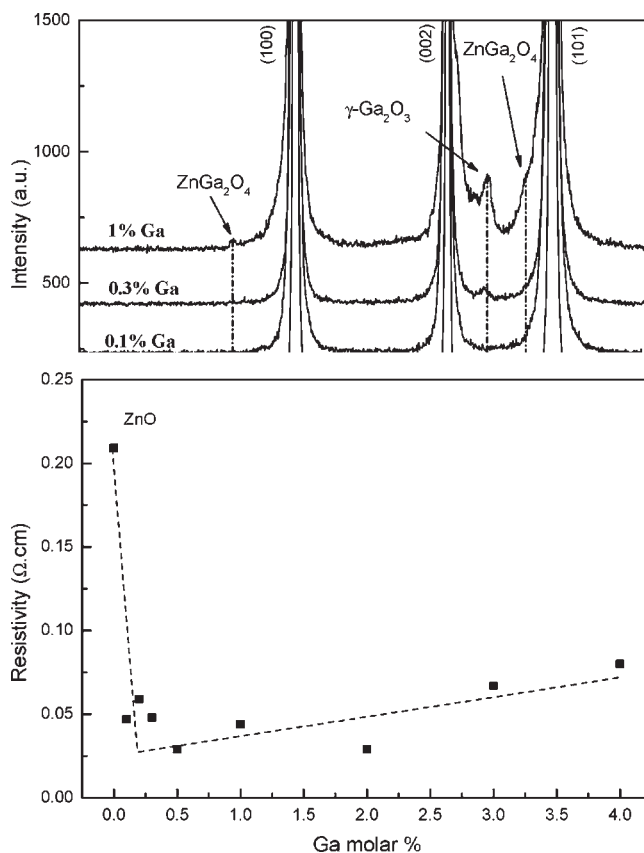 1500
1000
500
Intensity (a.u.)
(100)
(002)
(101)
ZnGa₂O₄
γ-Ga₂O₃
ZnGa₂O₄
1% Ga
0.3% Ga
0.1% Ga
0.25
0.20
0.15
0.10
0.05
0.00
Resistivity (Ω.cm)
ZnO
0.0 0.5 1.0 1.5 2.0 2.5 3.0 3.5 4.0
Ga molar %